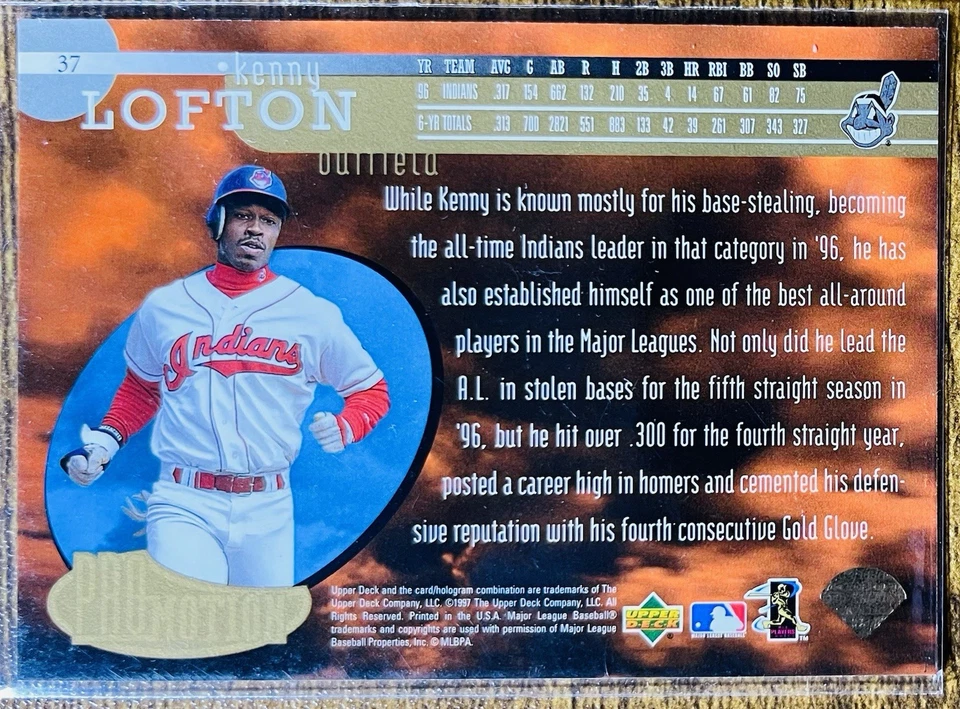 37
kenny
LOFTON
outfield
YR TEAM AVG G AB R H 2B 3B HR RBI BB SO SB
96 INDIANS .317 154 662 132 210 35 4 14 67 61 82 75
6-YR TOTALS .313 700 2821 551 883 133 42 39 261 307 343 327
While Kenny is known mostly for his base-stealing, becoming
the all-time Indians leader in that category in '96, he has
also established himself as one of the best all-around
players in the Major Leagues. Not only did he lead the
A.L. in stolen bases for the fifth straight season in
'96, but he hit over .300 for the fourth straight year,
posted a career high in homers and cemented his defen-
sive reputation with his fourth consecutive Gold Glove.
Indians
Upper Deck and the card/hologram combination are trademarks of The
Upper Deck Company, LLC. ©1997 The Upper Deck Company, LLC. All
Rights Reserved. Printed in the U.S.A. Major League Baseball®
trademarks and copyrights are used with permission of Major League
Baseball Properties, Inc. © MLBPA.
UPPER
DECK
MAJOR LEAGUE BASEBALL
PLAYERS
TM